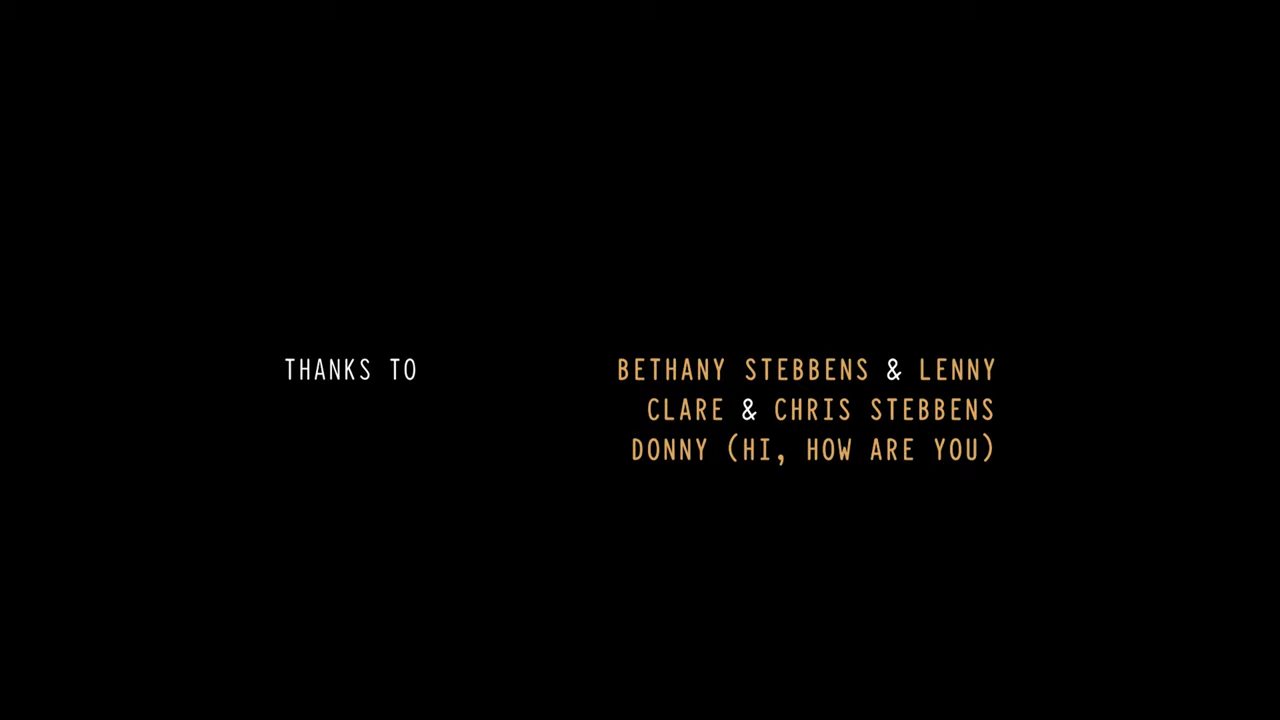 THANKS TO BETHANY STEBBENS & LENNY
CLARE & CHRIS STEBBENS
DONNY (HI, HOW ARE YOU)